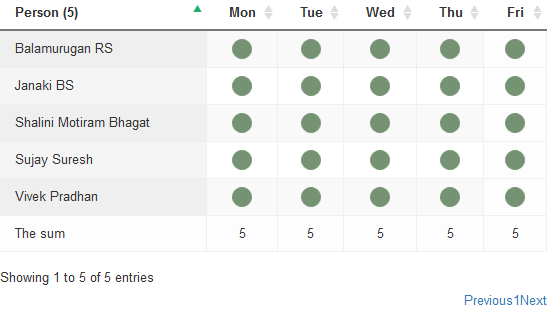 Person (5) Mon Tue Wed Thu Fri
Balamurugan RS
Janaki BS
Shalini Motiram Bhagat
Sujay Suresh
Vivek Pradhan
The sum 5 5 5 5 5
Showing 1 to 5 of 5 entries
Previous1Next